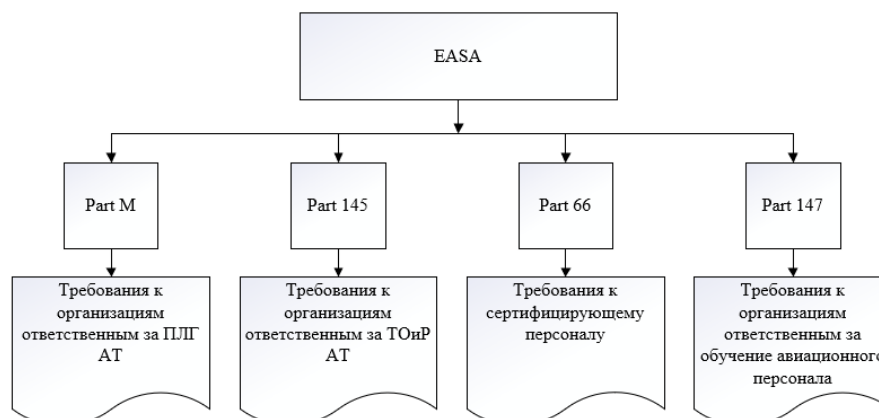 EASA
Part M
Part 145
Part 66
Part 147
Требования к
организациям
ответственным за ПЛГ
АТ
Требования к
организациям
ответственным за ТОиР
АТ
Требования к
сертифицирующему
персоналу
Требования к
организациям
ответственным за
обучение авиационного
персонала